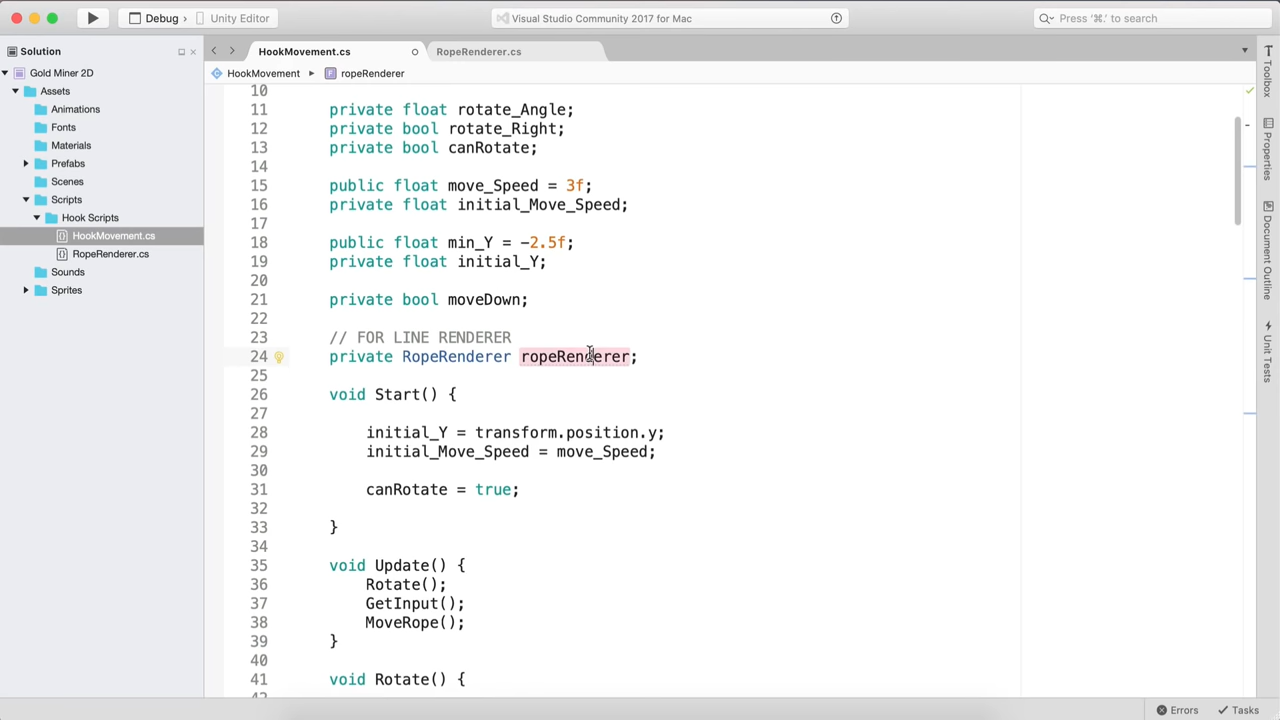 Debug
Unity Editor
Visual Studio Community 2017 for Mac
Press '⌘.' to search
Solution
HookMovement.cs
RopeRenderer.cs
Gold Miner 2D
HookMovement
ropeRenderer
Assets
Animations
Fonts
Materials
Prefabs
Scenes
Scripts
Hook Scripts
HookMovement.cs
RopeRenderer.cs
Sounds
Sprites
10
11 private float rotate_Angle;
12 private bool rotate_Right;
13 private bool canRotate;
14
15 public float move_Speed = 3f;
16 private float initial_Move_Speed;
17
18 public float min_Y = -2.5f;
19 private float initial_Y;
20
21 private bool moveDown;
22
23 // FOR LINE RENDERER
24 private RopeRenderer ropeRenderer;
25
26 void Start() {
27
28 initial_Y = transform.position.y;
29 initial_Move_Speed = move_Speed;
30
31 canRotate = true;
32
33 }
34
35 void Update() {
36 Rotate();
37 GetInput();
38 MoveRope();
39 }
40
41 void Rotate() {
Toolbox
Properties
Document Outline
Unit Tests
Errors
Tasks